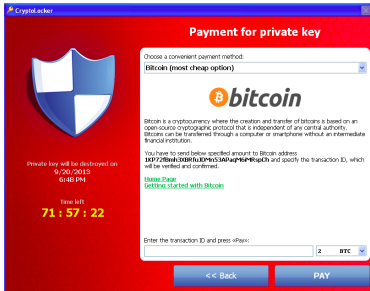 CryptoLocker
Payment for private key
Choose a convenient payment method:
Bitcoin (most cheap option)
bitcoin
Bitcoin is a cryptocurrency where the creation and transfer of bitcoins is based on an
open-source cryptographic protocol that is independent of any central authority.
Bitcoins can be transferred through a computer or smartphone without an intermediate
financial institution.
You have to send below specified amount to Bitcoin address
and specify the transaction ID, which
will be verified and confirmed.
Home Page
Getting started with Bitcoin
Private key will be destroyed on
9/20/2013
6:48 PM
Time left
71 : 57 : 22
Enter the transaction ID and press «Pay»:
2 BTC
<< Back
PAY